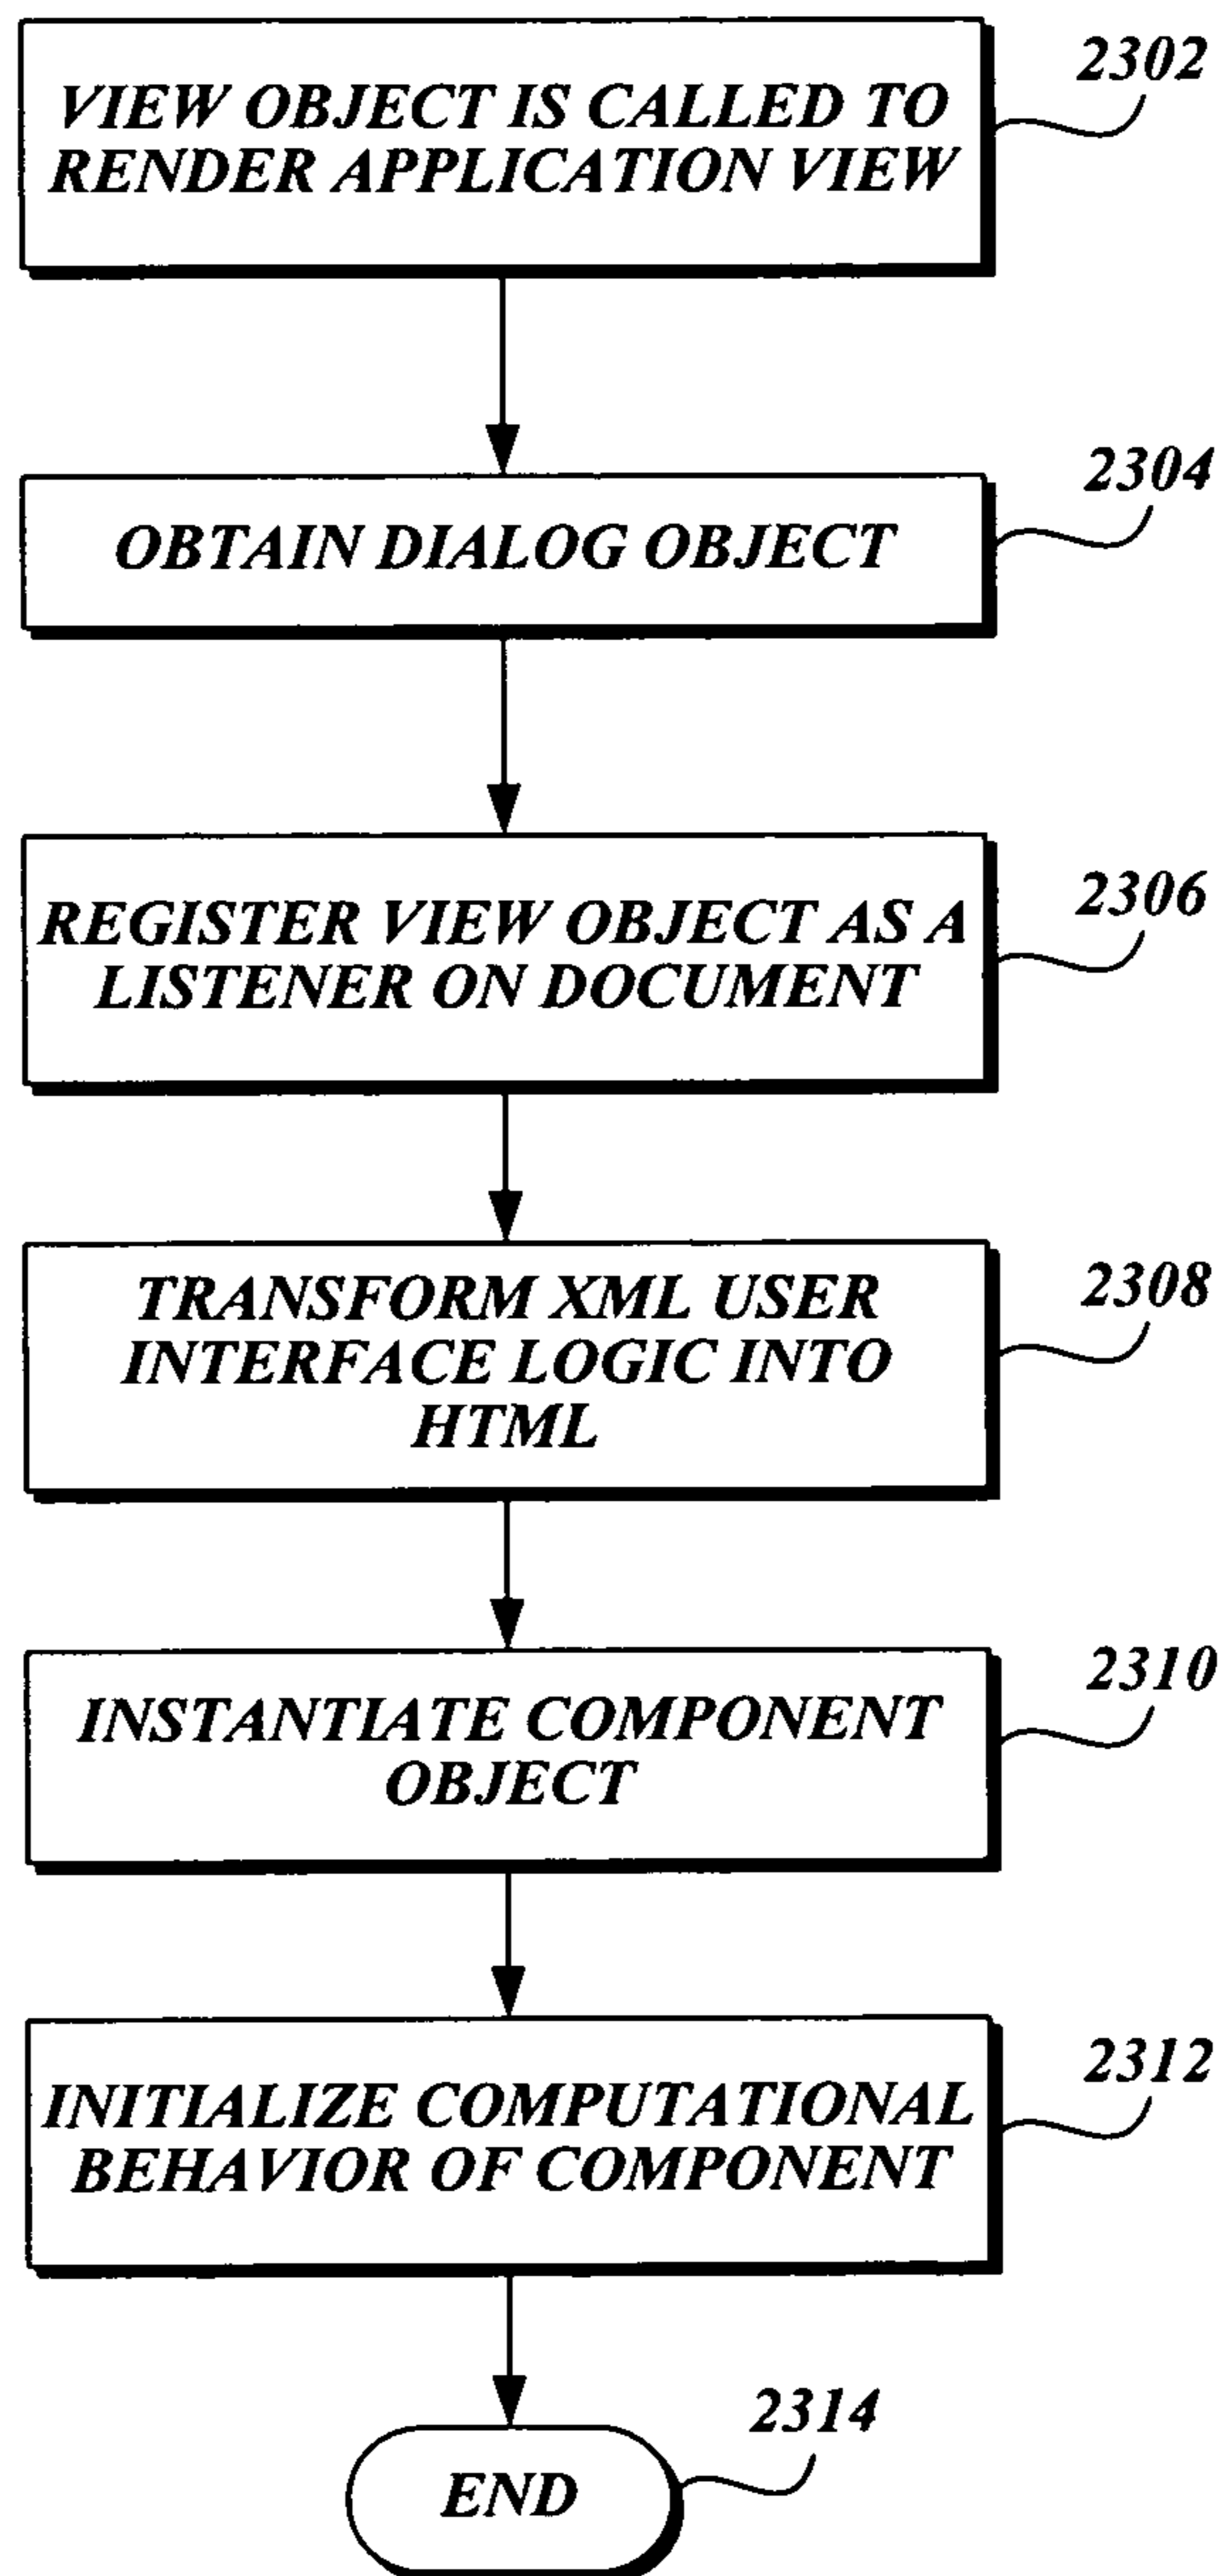 VIEW OBJECT IS CALLED TO
RENDER APPLICATION VIEW
2302
OBTAIN DIALOG OBJECT
2304
REGISTER VIEW OBJECT AS A
LISTENER ON DOCUMENT
2306
TRANSFORM XML USER
INTERFACE LOGIC INTO
HTML
2308
INSTANTIATE COMPONENT
OBJECT
2310
INITIALIZE COMPUTATIONAL
BEHAVIOR OF COMPONENT
2312
END
2314